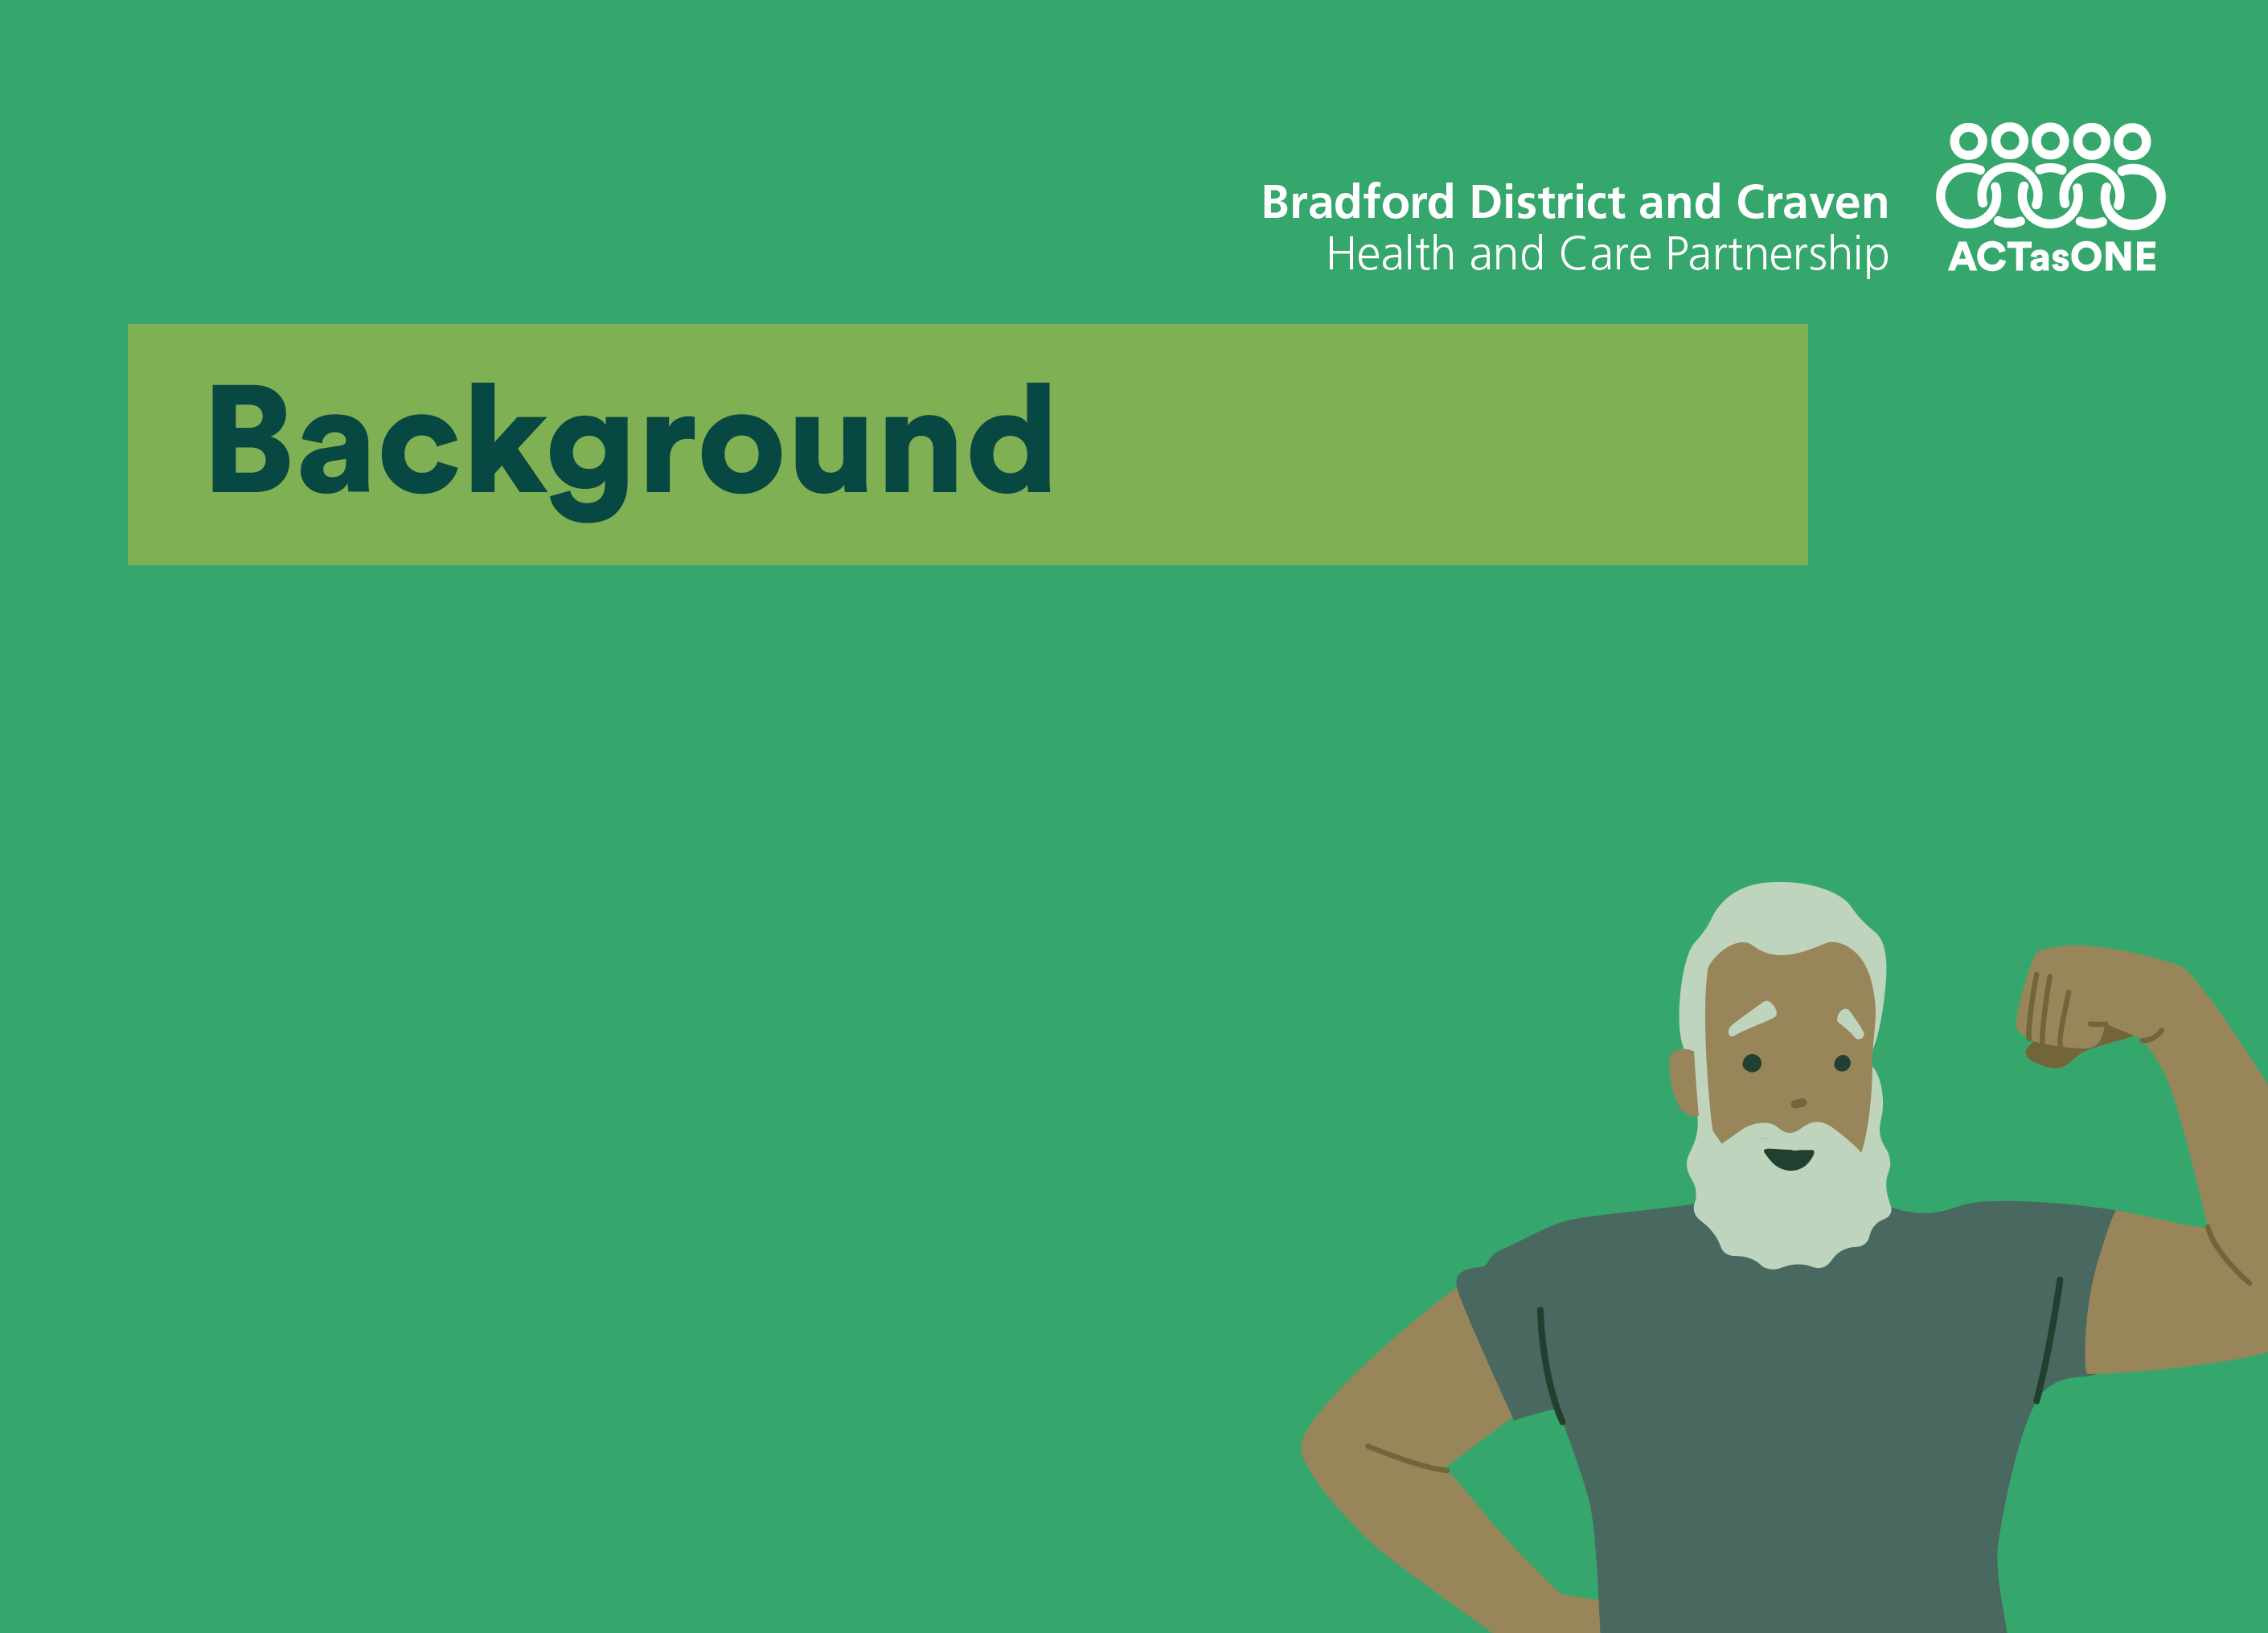 Bradford District and Craven
Health and Care Partnership
ACTasONE
Background